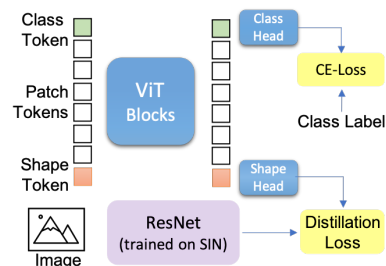 Class
Token
Patch
Tokens
Shape
Token
Image
ViT
Blocks
ResNet
(trained on SIN)
Class
Head
CE-Loss
Class Label
Shape
Head
Distillation
Loss